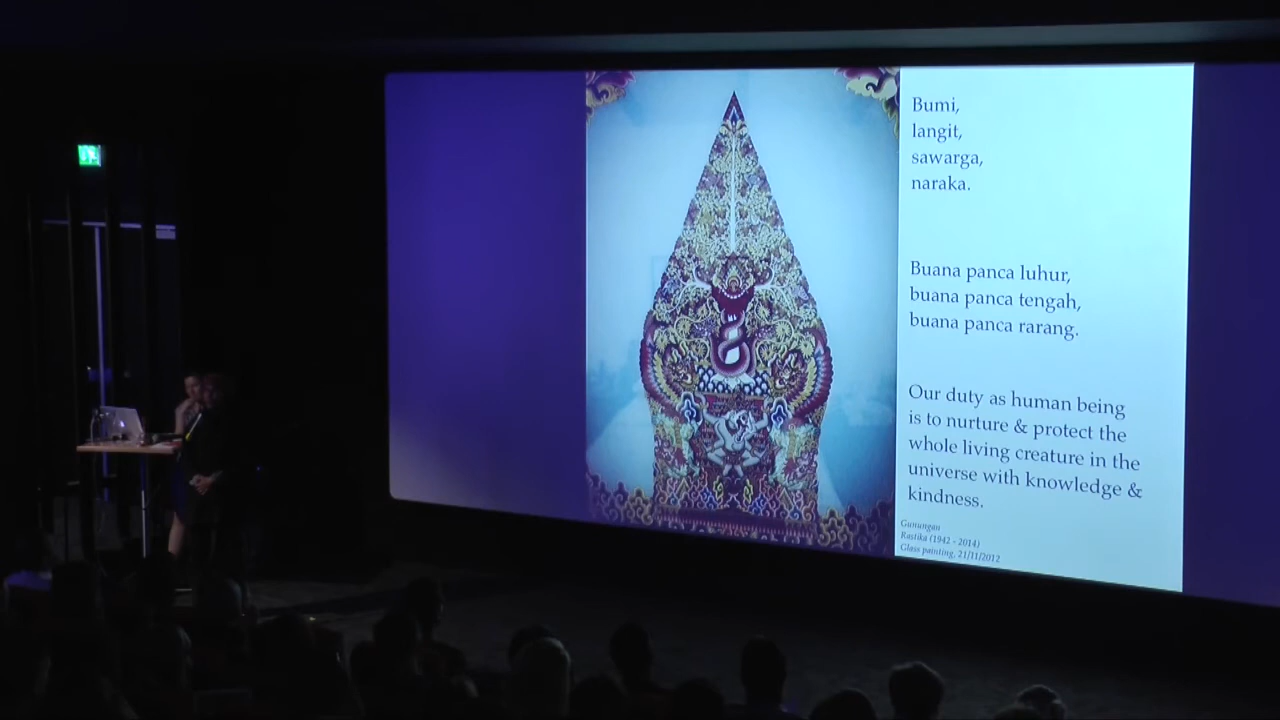 Bumi,
langit,
sawarga,
naraka.
Buana panca luhur,
buana panca tengah,
buana panca rarang.
Our duty as human being
is to nurture & protect the
whole living creature in the
universe with knowledge &
kindness.
Gunungan
Rastika (1942 - 2014)
Glass painting, 21/11/2012